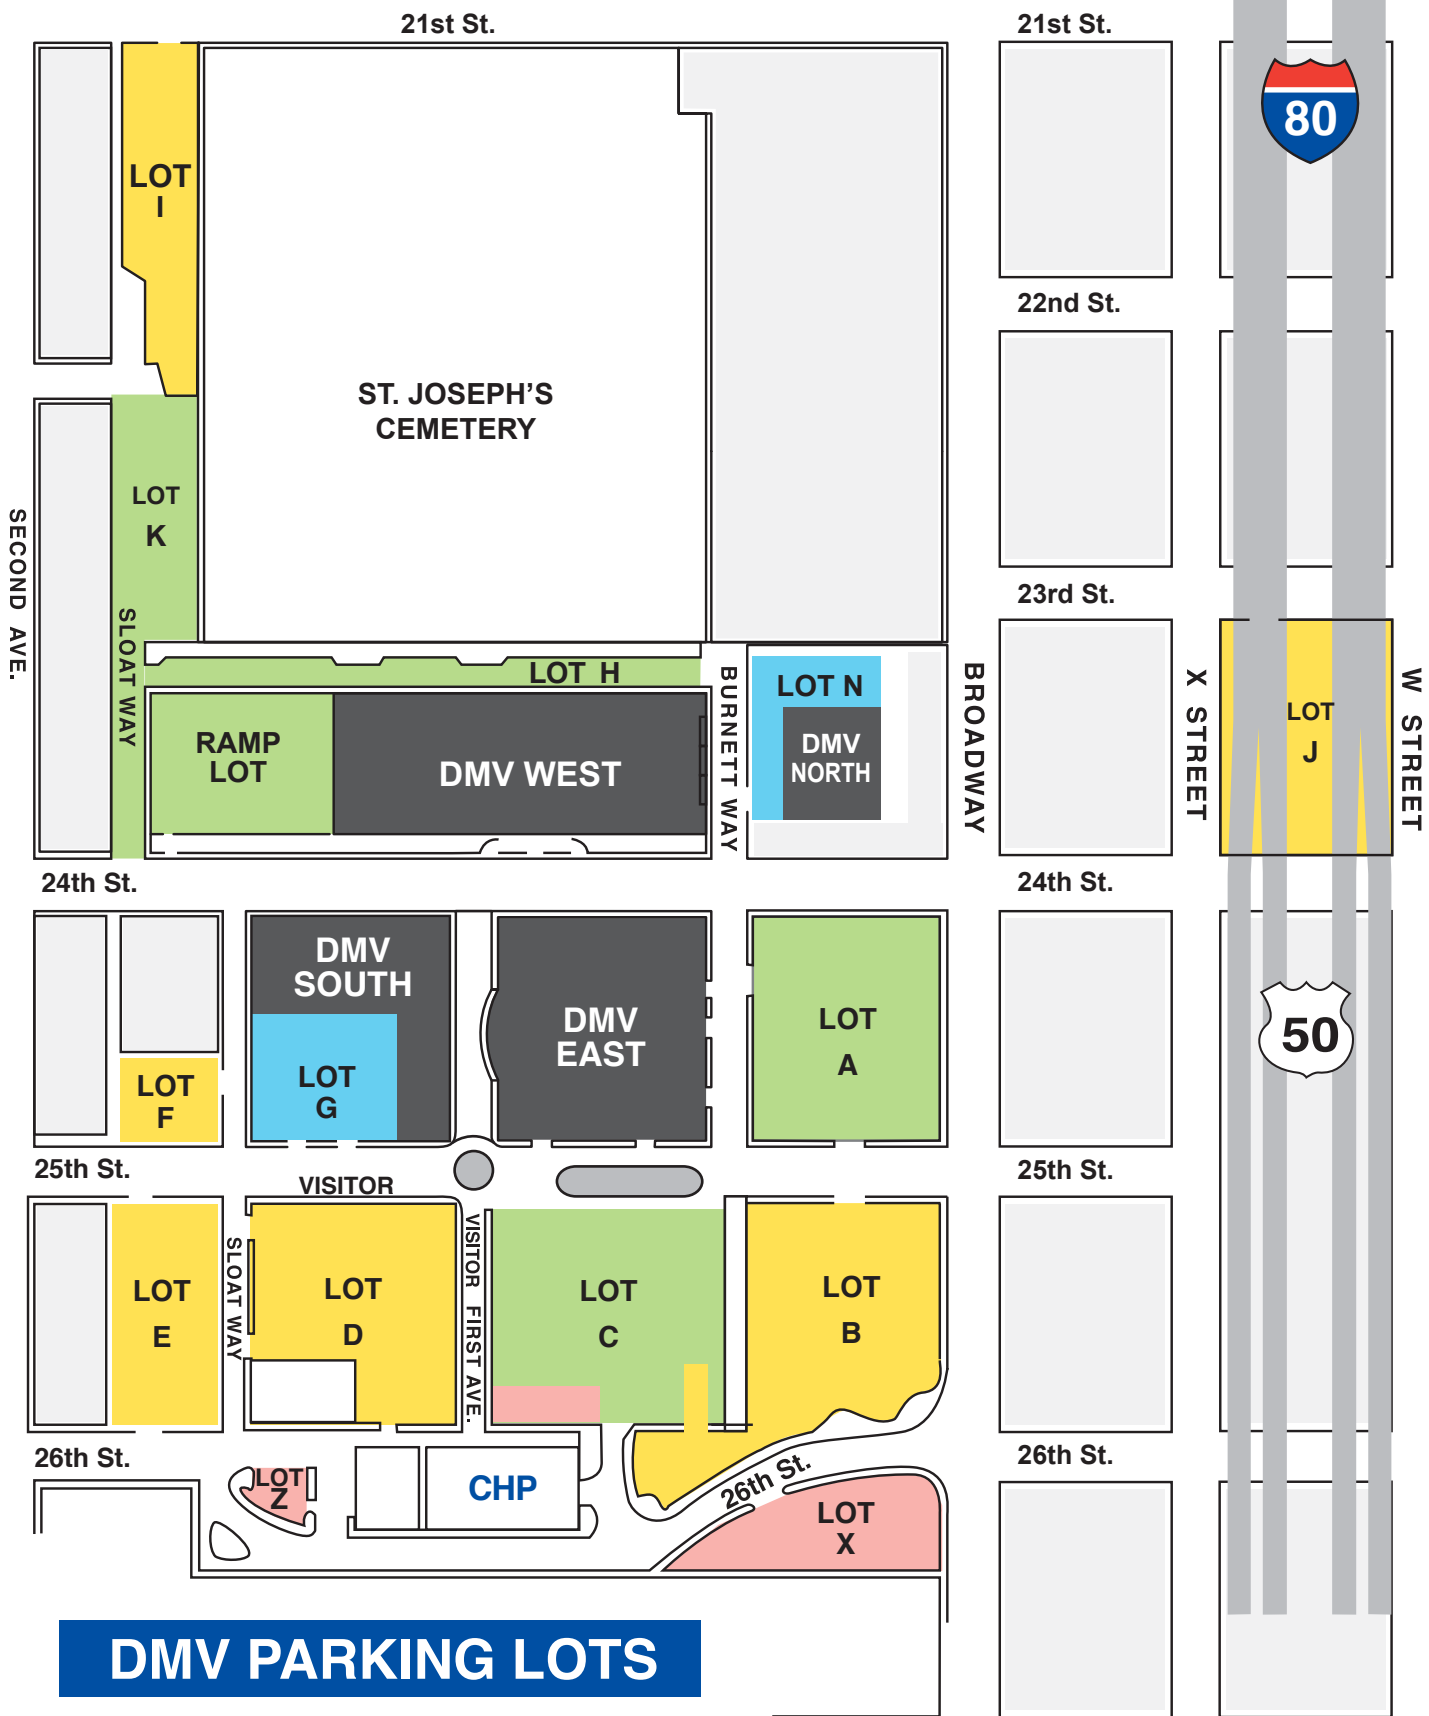 21st St.
21st St.
80
LOT
I
22nd St.
ST. JOSEPH'S
CEMETERY
LOT
K
SECOND AVE.
23rd St.
SLOAT WAY
LOT H
BURNETT WAY
LOT N
BROADWAY
X STREET
W STREET
RAMP
LOT
DMV WEST
DMV
NORTH
LOT
J
24th St.
24th St.
DMV
SOUTH
DMV
EAST
LOT
A
50
LOT
G
LOT
F
25th St.
25th St.
VISITOR
VISITOR FIRST AVE.
SLOAT WAY
LOT
E
LOT
D
LOT
C
LOT
B
26th St.
26th St.
26th St.
LOT
Z
CHP
LOT
X
DMV PARKING LOTS